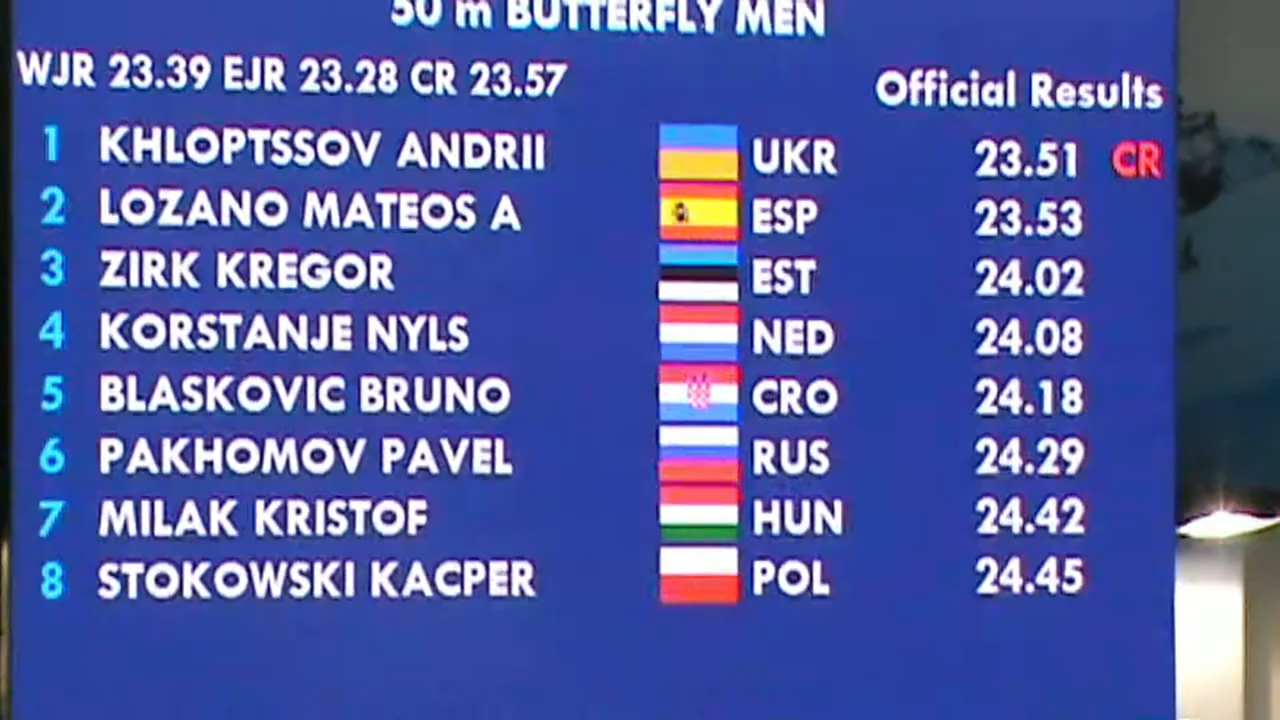 50 m BUTTERFLY MEN
WJR 23.39 EJR 23.28 CR 23.57
Official Results
1 KHLOPTSSOV ANDRII UKR 23.51 CR
2 LOZANO MATEOS A ESP 23.53
3 ZIRK KREGOR EST 24.02
4 KORSTANJE NYLS NED 24.08
5 BLASKOVIC BRUNO CRO 24.18
6 PAKHOMOV PAVEL RUS 24.29
7 MILAK KRISTOF HUN 24.42
8 STOKOWSKI KACPER POL 24.45